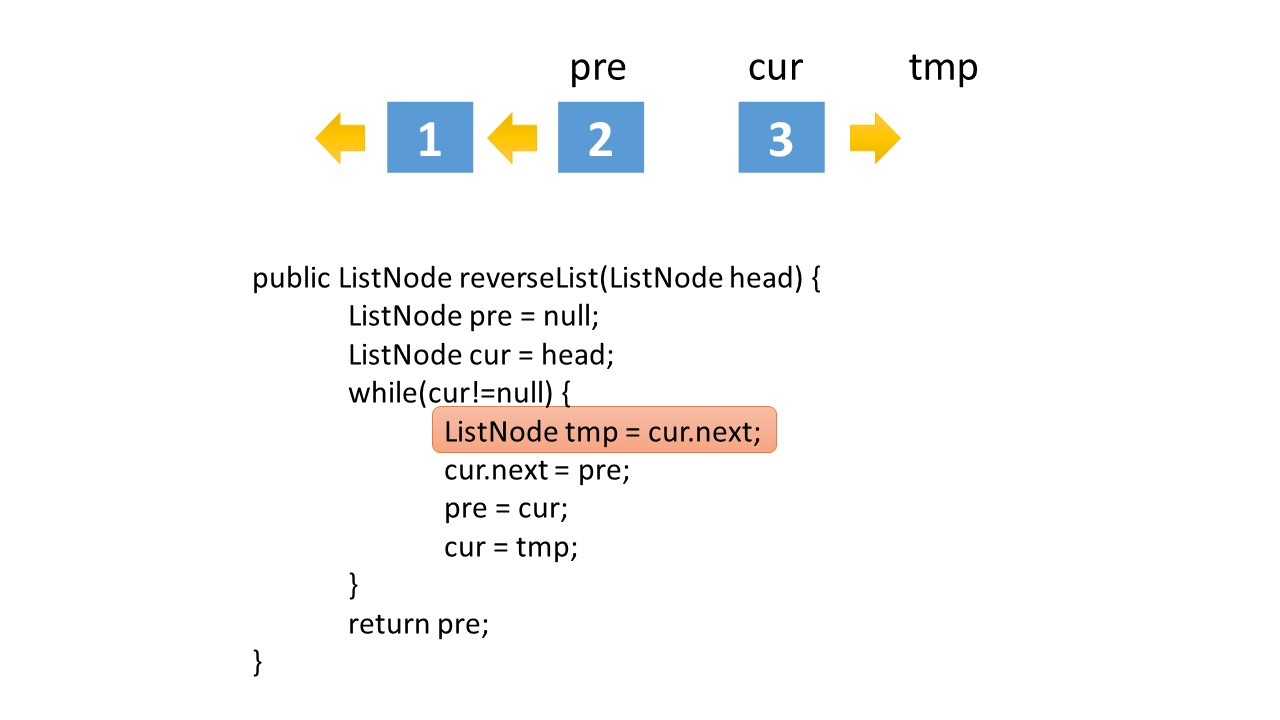 pre cur tmp
1 2 3
public ListNode reverseList(ListNode head) {
ListNode pre = null;
ListNode cur = head;
while(cur!=null) {
ListNode tmp = cur.next;
cur.next = pre;
pre = cur;
cur = tmp;
}
return pre;
}